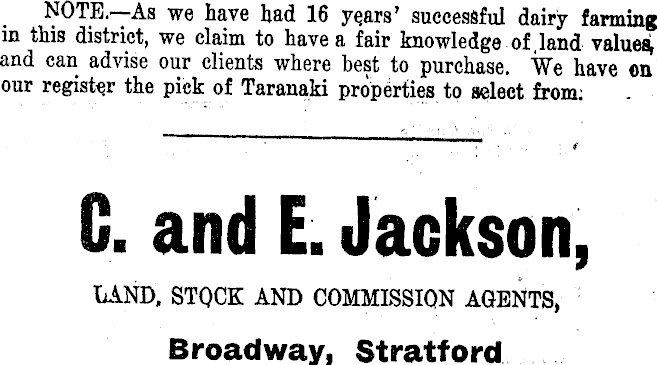 NOTE.—As we have had 16 years' successful dairy farming
in this district, we claim to have a fair knowledge of land values,
and can advise our clients where best to purchase. We have on
our register the pick of Taranaki properties to select from:
C. and E. Jackson,
LAND, STOCK AND COMMISSION AGENTS,
Broadway, Stratford